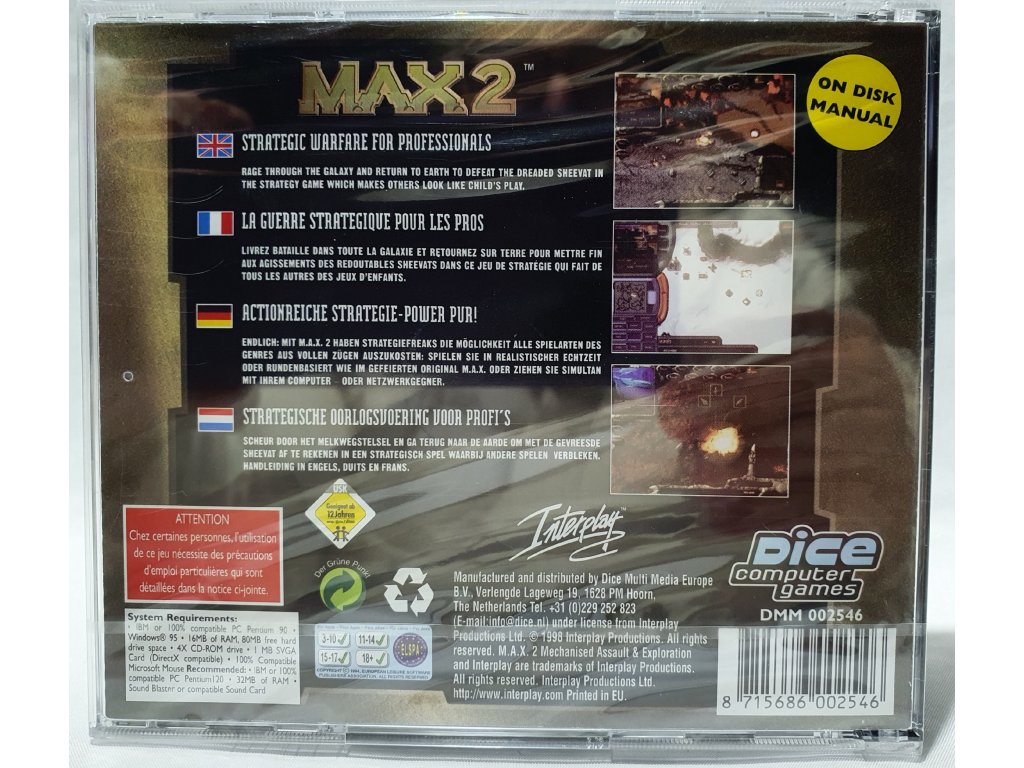 M.A.X. 2 ™
ON DISK
MANUAL
STRATEGIC WARFARE FOR PROFESSIONALS
RAGE THROUGH THE GALAXY AND RETURN TO EARTH TO DEFEAT THE DREADED SHEEVAT IN
THE STRATEGY GAME WHICH MAKES OTHERS LOOK LIKE CHILD'S PLAY.
LA GUERRE STRATEGIQUE POUR LES PROS
LIVREZ BATAILLE DANS TOUTE LA GALAXIE ET RETOURNEZ SUR TERRE POUR METTRE FIN
AUX AGISSEMENTS DES REDOUTABLES SHEEVATS DANS CE JEU DE STRATÉGIE QUI FAIT DE
TOUS LES AUTRES DES JEUX D'ENFANTS.
ACTIONREICHE STRATEGIE-POWER PUR!
ENDLICH: MIT M.A.X. 2 HABEN STRATEGIEFREAKS DIE MÖGLICHKEIT ALLE SPIELARTEN DES
GENRES AUS VOLLEN ZÜGEN AUSZUKOSTEN: SPIELEN SIE IN REALISTISCHER ECHTZEIT
ODER RUNDENBASIERT WIE IM GEFEIERTEN ORIGINAL M.A.X. ODER ZIEHEN SIE SIMULTAN
MIT IHREM COMPUTER - ODER NETZWERKGEGNER.
STRATEGISCHE OORLOGSVOERING VOOR PROFI'S
SCHEUR DOOR HET MELKWEGSTELSEL EN GA TERUG NAAR DE AARDE OM MET DE GEVREESDE
SHEEVAT AF TE REKENEN IN EEN STRATEGISCH SPEL WAARBIJ ANDERE SPELEN VERBLEKEN.
HANDLEIDING IN ENGELS, DUITS EN FRANS.
USK
Geeignet ab
12 Jahren
ATTENTION
Chez certaines personnes, l'utilisation
de ce jeu nécessite des précautions
d'emploi particulières qui sont
détaillées dans la notice ci-jointe.
Der Grüne Punkt
Interplay™
Dice
computer
games
DMM 002546
System Requirements:
• IBM or 100% compatible PC Pentium 90 •
Windows® 95 • 16MB of RAM, 80MB free hard
drive space • 4X CD-ROM drive • 1 MB SVGA
Card (DirectX compatible) • 100% Compatible
Microsoft Mouse Recommended: • IBM or 100%
compatible PC Pentium120 • 32MB of RAM •
Sound Blaster or compatible Sound Card
3-10
11-14
15-17
18+
ELSPA
COPYRIGHT © 1994, EUROPEAN LEISURE SOFTWARE
PUBLISHERS ASSOCIATION. ALL RIGHTS RESERVED.
Manufactured and distributed by Dice Multi Media Europe
B.V., Verlengde Lageweg 19, 1628 PM Hoorn,
The Netherlands Tel. +31 (0)229 252 823
(E-mail:info@dice.nl) under license from Interplay
Productions Ltd. © 1998 Interplay Productions. All rights
reserved. M.A.X. 2 Mechanised Assault & Exploration
and Interplay are trademarks of Interplay Productions.
All rights reserved. Interplay Productions Ltd.
http://www.interplay.com Printed in EU.
8 715686 002546